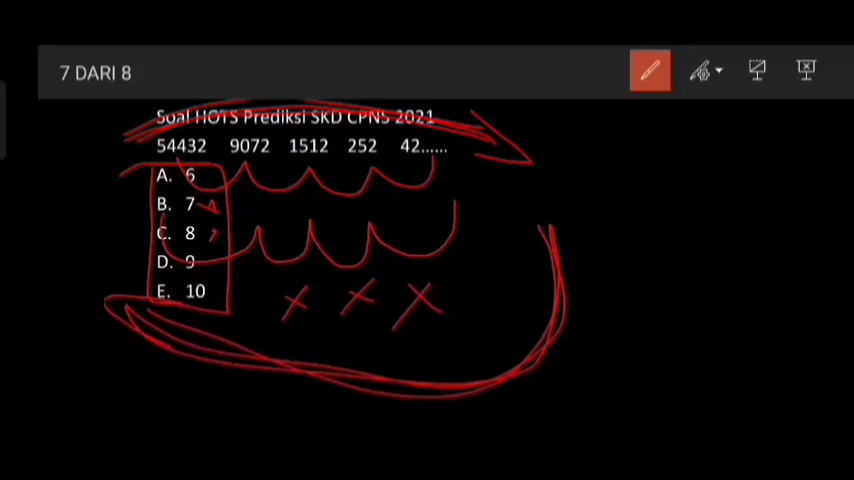 7 DARI 8
Soal HOTS Prediksi SKD CPNS 2021
54432 9072 1512 252 42......
A. 6
B. 7
C. 8
D. 9
E. 10